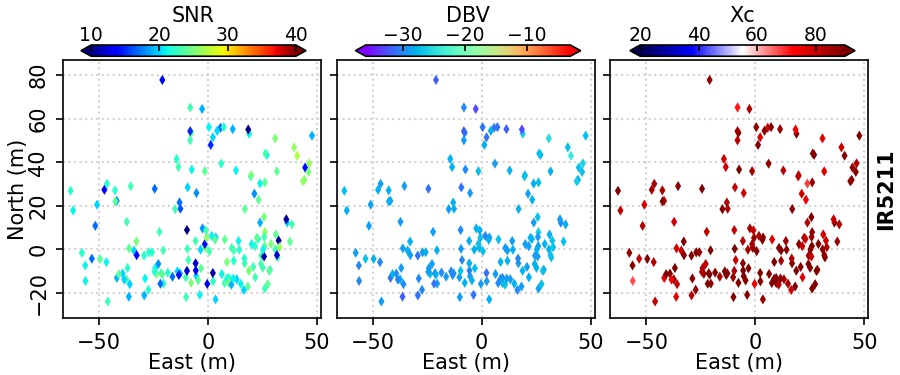 SNR DBV Xc
10 20 30 40 −30 −20 −10 20 40 60 80
80
60
40
20
0
−20
North (m)
−50 0 50 −50 0 50 −50 0 50
East (m) East (m) East (m)
IR5211